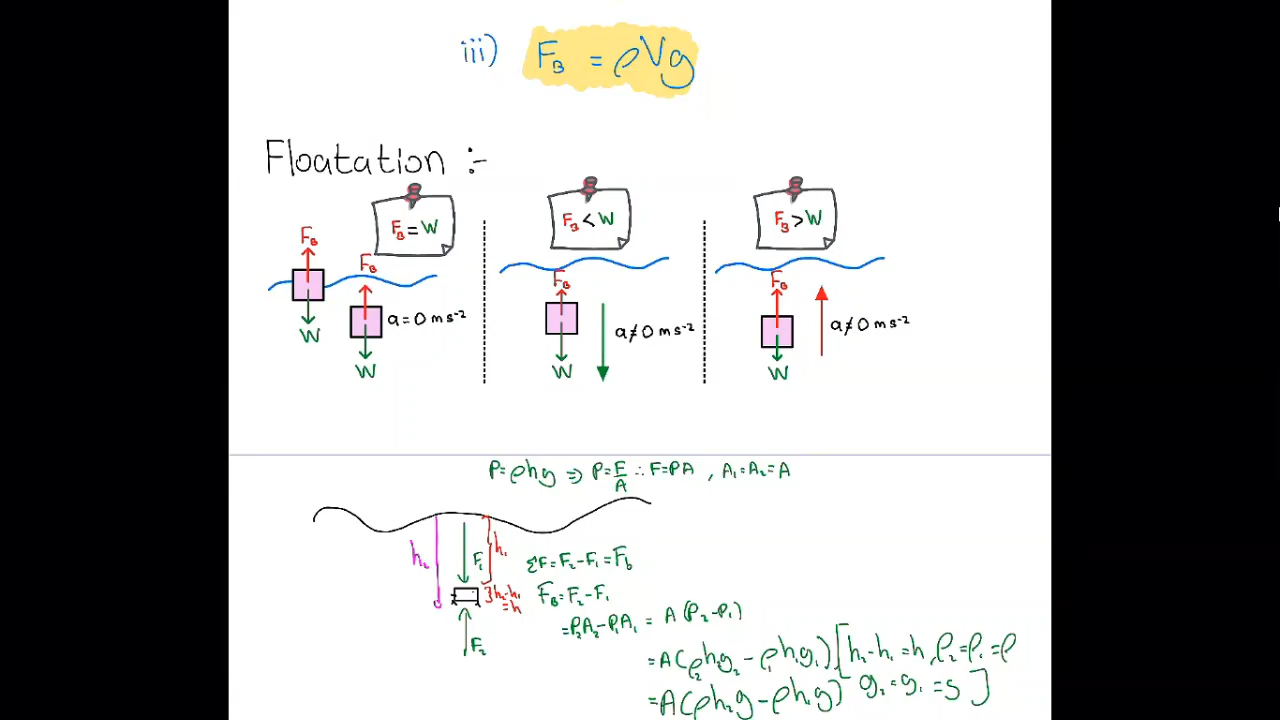 iii) F_B = ρVg
Floatation :-
F_B = W
F_B < W
F_B > W
F_B
F_B
F_B
F_B
a = 0 ms⁻²
a ≠ 0 ms⁻²
a ≠ 0 ms⁻²
W
W
W
W
P=ρhg ⇒ P=F/A ∴ F=PA , A₁=A₂=A
h₂
F₁
h₁
ΣF = F₂-F₁ = F_b
}h₂-h₁
=h
F_B = F₂-F₁
= P₂A₂-P₁A₁ = A(P₂-P₁)
F₂
= A(ρ₂h₂g₂ - ρ₁h₁g₁) [h₂-h₁=h, ρ₂=ρ₁=ρ
= A(ρh₂g - ρh₁g) g₂=g₁=g]